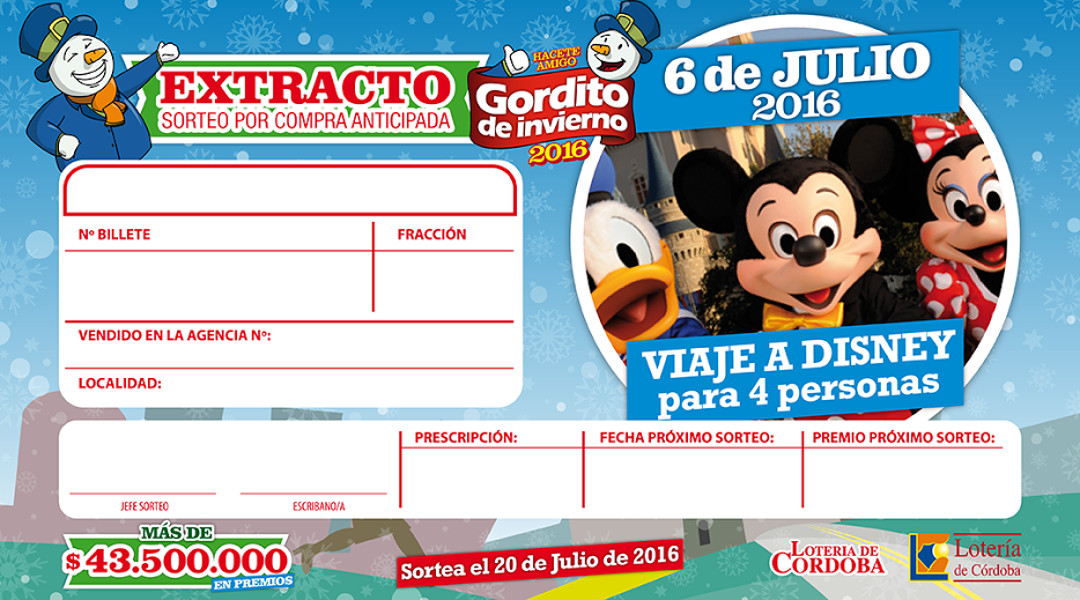 EXTRACTO
SORTEO POR COMPRA ANTICIPADA
HACETE
AMIGO
Gordito
de invierno
2016
6 de JULIO
2016
Nº BILLETE
FRACCIÓN
VENDIDO EN LA AGENCIA Nº:
LOCALIDAD:
VIAJE A DISNEY
para 4 personas
PRESCRIPCIÓN:
FECHA PRÓXIMO SORTEO:
PREMIO PRÓXIMO SORTEO:
JEFE SORTEO
ESCRIBANO/A
MÁS DE
$ 43.500.000
EN PREMIOS
Sortea el 20 de Julio de 2016
LOTERIA DE
CÓRDOBA
Lotería
de Córdoba